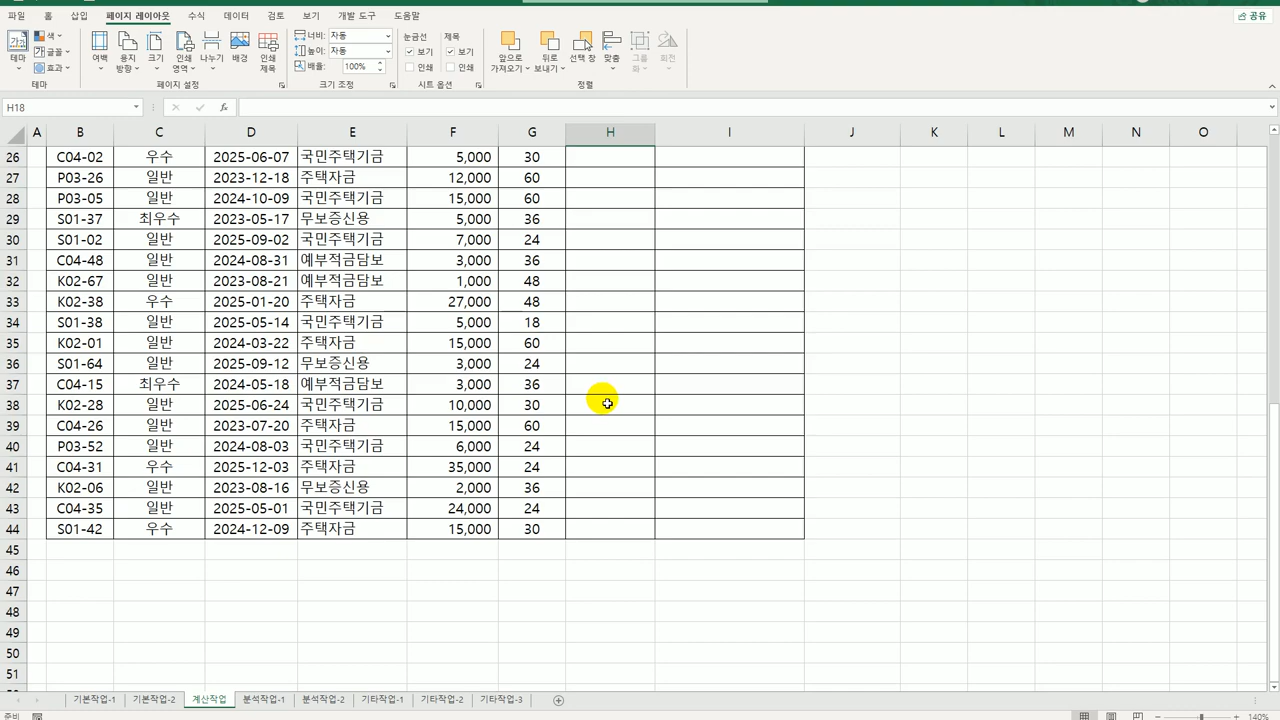 파일 홈 삽입 페이지 레이아웃 수식 데이터 검토 보기 개발 도구 도움말 공유
테마 색 글꼴 효과 여백 용지 방향 크기 인쇄 영역 나누기 배경 인쇄 제목 너비: 자동 높이: 자동 배율: 100% 눈금선 보기 인쇄 제목 보기 인쇄 앞으로 가져오기 뒤로 보내기 선택 창 맞춤 그룹화 회전
테마 페이지 설정 크기 조정 시트 옵션 정렬
H18 fx
A B C D E F G H I J K L M N O
26 C04-02 우수 2025-06-07 국민주택기금 5,000 30
27 P03-26 일반 2023-12-18 주택자금 12,000 60
28 P03-05 일반 2024-10-09 국민주택기금 15,000 60
29 S01-37 최우수 2023-05-17 무보증신용 5,000 36
30 S01-02 일반 2025-09-02 국민주택기금 7,000 24
31 C04-48 일반 2024-08-31 예부적금담보 3,000 36
32 K02-67 일반 2023-08-21 예부적금담보 1,000 48
33 K02-38 우수 2025-01-20 주택자금 27,000 48
34 S01-38 일반 2025-05-14 국민주택기금 5,000 18
35 K02-01 일반 2024-03-22 주택자금 15,000 60
36 S01-64 일반 2025-09-12 무보증신용 3,000 24
37 C04-15 최우수 2024-05-18 예부적금담보 3,000 36
38 K02-28 일반 2025-06-24 국민주택기금 10,000 30
39 C04-26 일반 2023-07-20 주택자금 15,000 60
40 P03-52 일반 2024-08-03 국민주택기금 6,000 24
41 C04-31 우수 2025-12-03 주택자금 35,000 24
42 K02-06 일반 2023-08-16 무보증신용 2,000 36
43 C04-35 일반 2025-05-01 국민주택기금 24,000 24
44 S01-42 우수 2024-12-09 주택자금 15,000 30
45
46
47
48
49
50
51
기본작업-1 기본작업-2 계산작업 분석작업-1 분석작업-2 기타작업-1 기타작업-2 기타작업-3
준비 140%